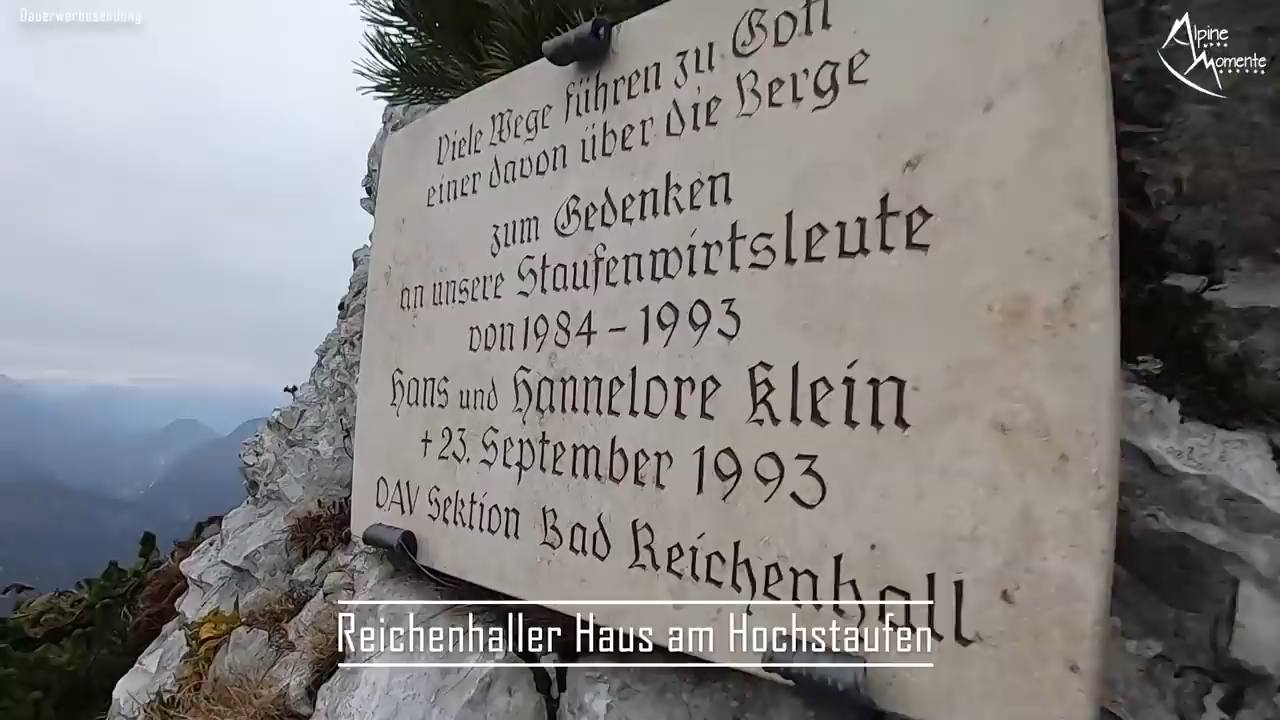 Dauerwerbesendung
Alpine
Momente
Viele Wege führen zu Gott
einer davon über die Berge
zum Gedenken
an unsere Staufenwirtsleute
von 1984 - 1993
Hans und Hannelore Klein
+ 23. September 1993
DAV Sektion Bad Reichenhall
Reichenhaller Haus am Hochstaufen